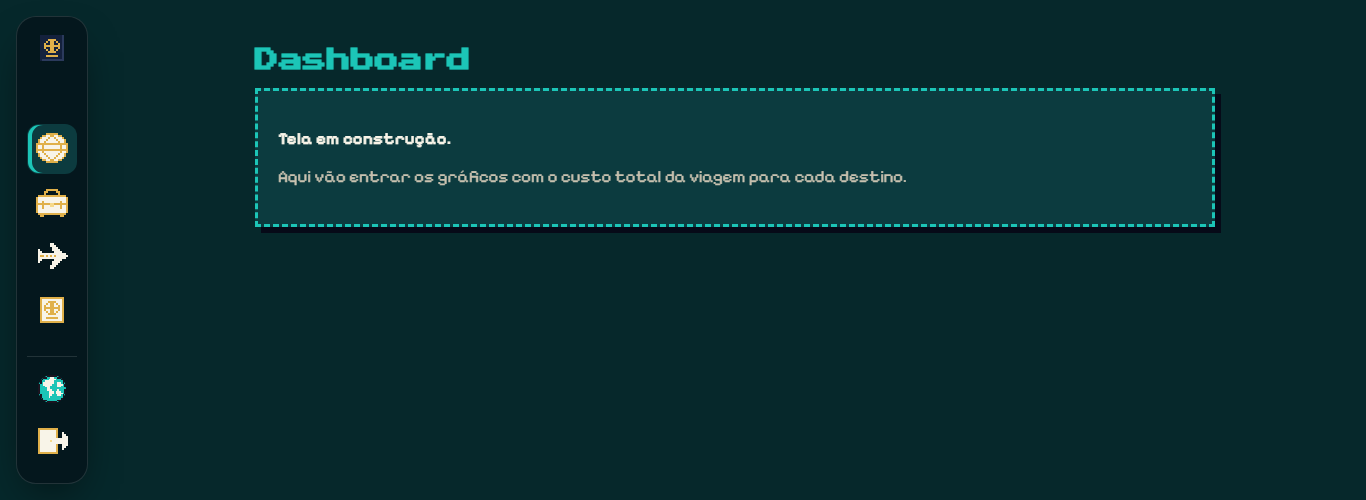 Dashboard
Tela em construção.
Aqui vão entrar os gráficos com o custo total da viagem para cada destino.